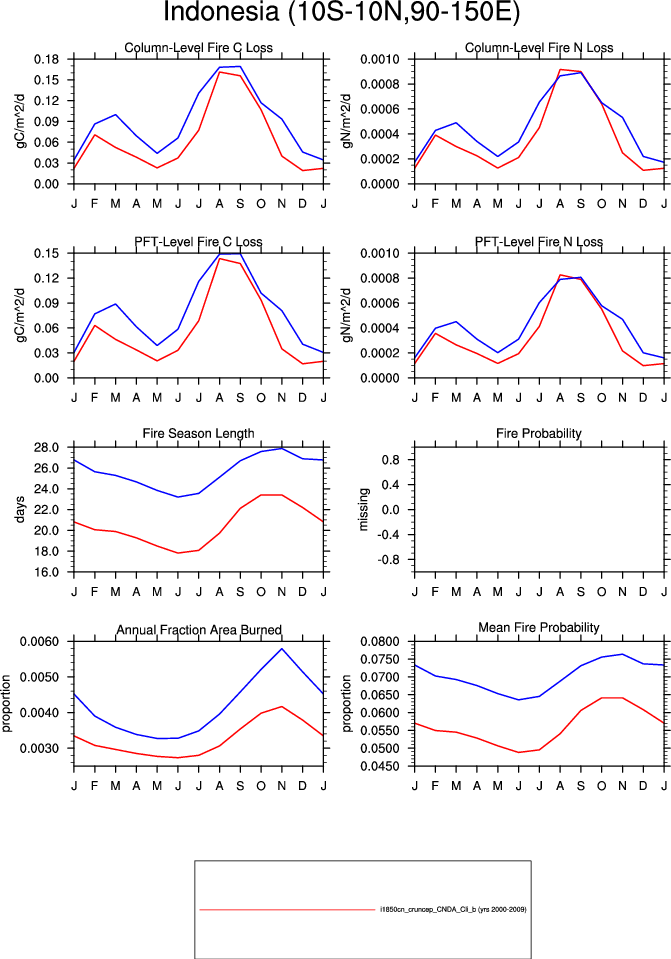 Indonesia (10S-10N,90-150E)
Column-Level Fire C Loss
gC/m^2/d
0.18
0.15
0.12
0.09
0.06
0.03
0.00
J F M A M J J A S O N D J
Column-Level Fire N Loss
gN/m^2/d
0.0010
0.0008
0.0006
0.0004
0.0002
0.0000
J F M A M J J A S O N D J
PFT-Level Fire C Loss
gC/m^2/d
0.15
0.12
0.09
0.06
0.03
0.00
J F M A M J J A S O N D J
PFT-Level Fire N Loss
gN/m^2/d
0.0010
0.0008
0.0006
0.0004
0.0002
0.0000
J F M A M J J A S O N D J
Fire Season Length
days
28.0
26.0
24.0
22.0
20.0
18.0
16.0
J F M A M J J A S O N D J
Fire Probability
missing
0.8
0.4
0.0
-0.4
-0.8
J F M A M J J A S O N D J
Annual Fraction Area Burned
proportion
0.0060
0.0050
0.0040
0.0030
J F M A M J J A S O N D J
Mean Fire Probability
proportion
0.0800
0.0750
0.0700
0.0650
0.0600
0.0550
0.0500
0.0450
J F M A M J J A S O N D J
i1850cn_cruncep_CNDA_Cli_b (yrs 2000-2009)